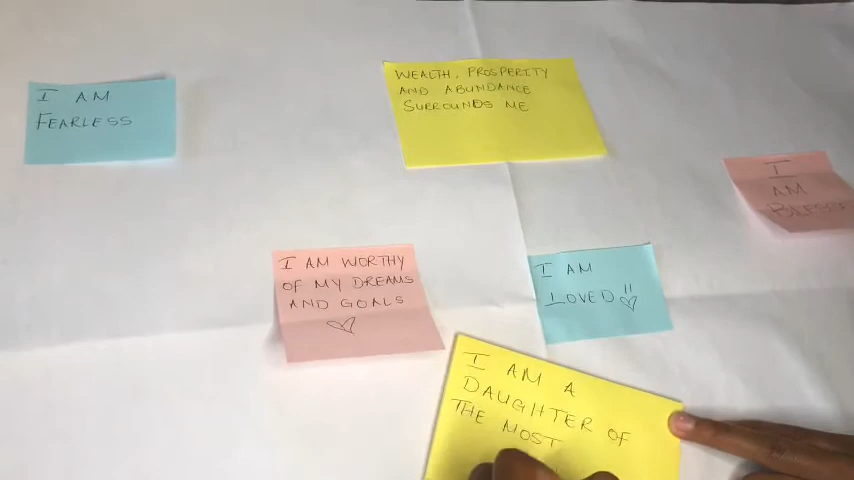 I AM
FEARLESS
WEALTH, PROSPERITY
AND ABUNDANCE
SURROUNDS ME
I
AM
I AM WORTHY
OF MY DREAMS
AND GOALS
I AM
LOVED!!
I AM A
DAUGHTER OF
THE MOST